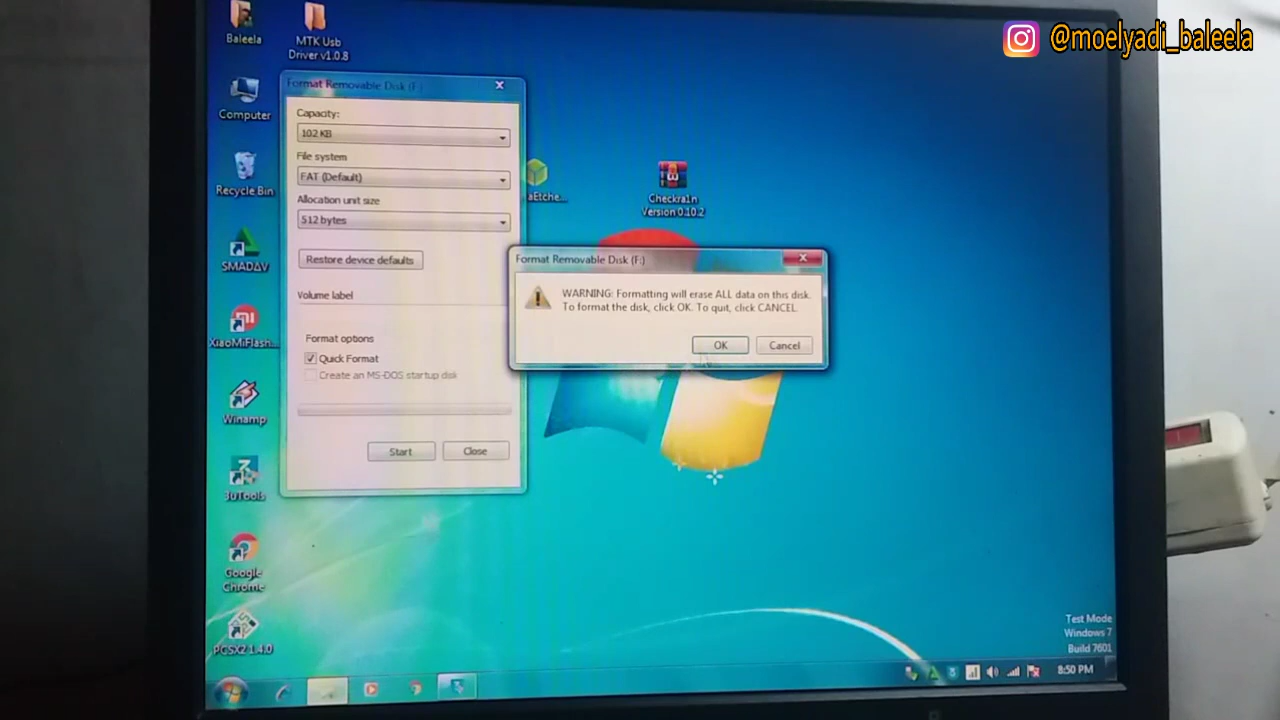 @moelyadi_baleela
Baleela
MTK Usb
Driver v1.0.8
Computer
Recycle Bin
SMADAV
XiaoMiFlash...
Winamp
3uTools
Google
Chrome
PCSX2 1.4.0
aEtche...
Checkra1n
Version 0.10.2
Format Removable Disk (F:)
Capacity:
102 KB
File system
FAT (Default)
Allocation unit size
512 bytes
Restore device defaults
Volume label
Format options
Quick Format
Create an MS-DOS startup disk
Start
Close
Format Removable Disk (F:)
WARNING: Formatting will erase ALL data on this disk.
To format the disk, click OK. To quit, click CANCEL.
OK
Cancel
Test Mode
Windows 7
Build 7601
8:50 PM